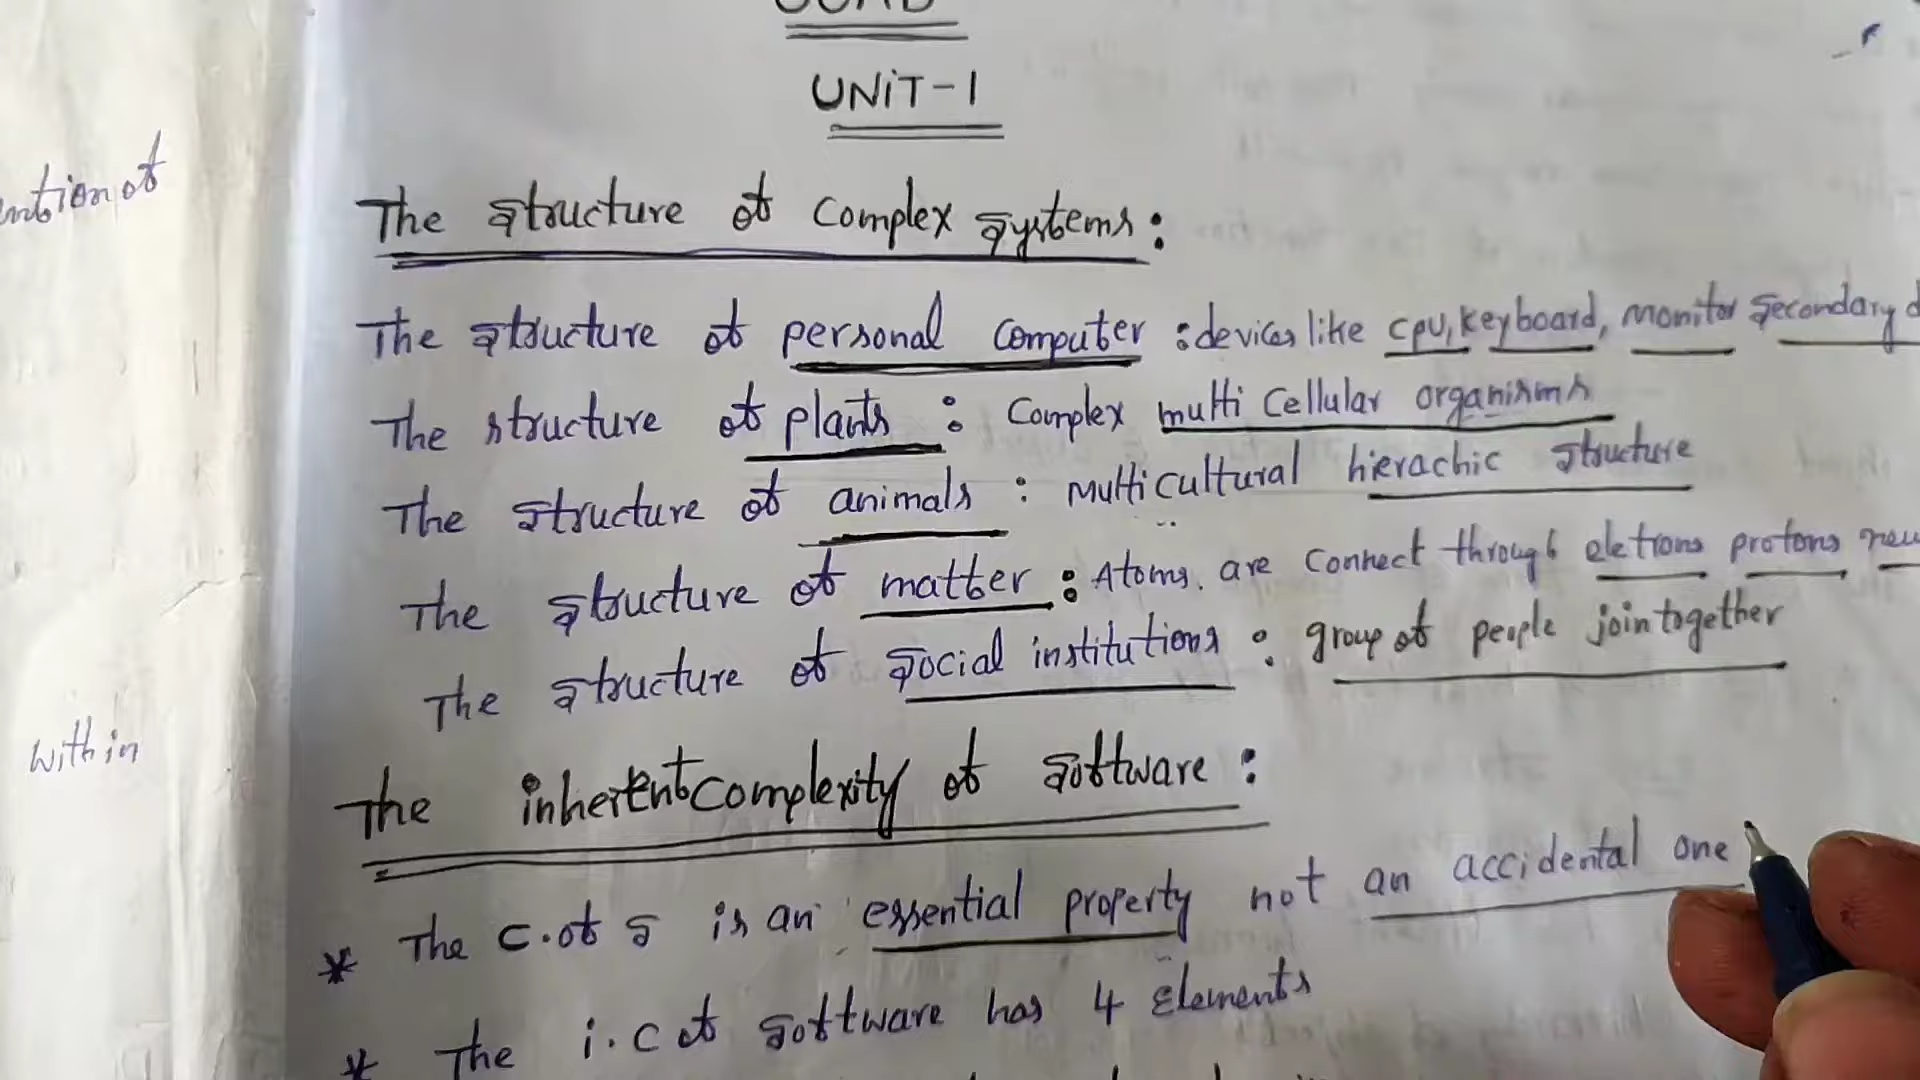 UNIT-1
The structure of Complex systems:
The structure of personal computer : devices like cpu, keyboard, monitor secondary
The structure of plants : Complex multi cellular organisms
The structure of animals : multicultural hierachic structure
The structure of matter : Atoms. are connect through eletrons protons neu
The structure of social institutions : group of people join together
The inherent complexity of software :
* The C.of S is an essential property not an accidental one
* The i.c of software has 4 Elements
ntion of
within